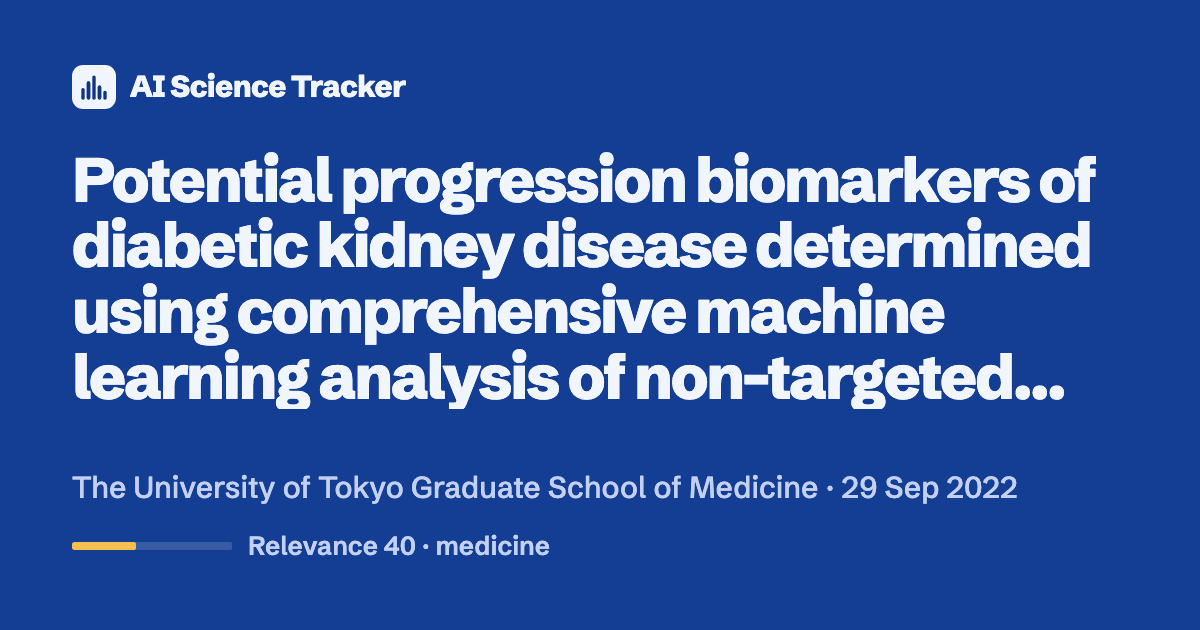 AI Science Tracker
Potential progression biomarkers of
diabetic kidney disease determined
using comprehensive machine
learning analysis of non-targeted...
The University of Tokyo Graduate School of Medicine · 29 Sep 2022
Relevance 40 · medicine